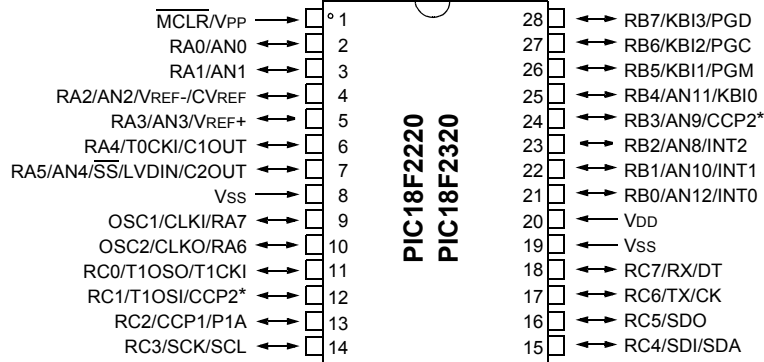 MCLR/VPP 1
RA0/AN0 2
RA1/AN1 3
RA2/AN2/VREF-/CVREF 4
RA3/AN3/VREF+ 5
RA4/T0CKI/C1OUT 6
RA5/AN4/SS/LVDIN/C2OUT 7
VSS 8
OSC1/CLKI/RA7 9
OSC2/CLKO/RA6 10
RC0/T1OSO/T1CKI 11
RC1/T1OSI/CCP2* 12
RC2/CCP1/P1A 13
RC3/SCK/SCL 14
PIC18F2220
PIC18F2320
28 RB7/KBI3/PGD
27 RB6/KBI2/PGC
26 RB5/KBI1/PGM
25 RB4/AN11/KBI0
24 RB3/AN9/CCP2*
23 RB2/AN8/INT2
22 RB1/AN10/INT1
21 RB0/AN12/INT0
20 VDD
19 VSS
18 RC7/RX/DT
17 RC6/TX/CK
16 RC5/SDO
15 RC4/SDI/SDA